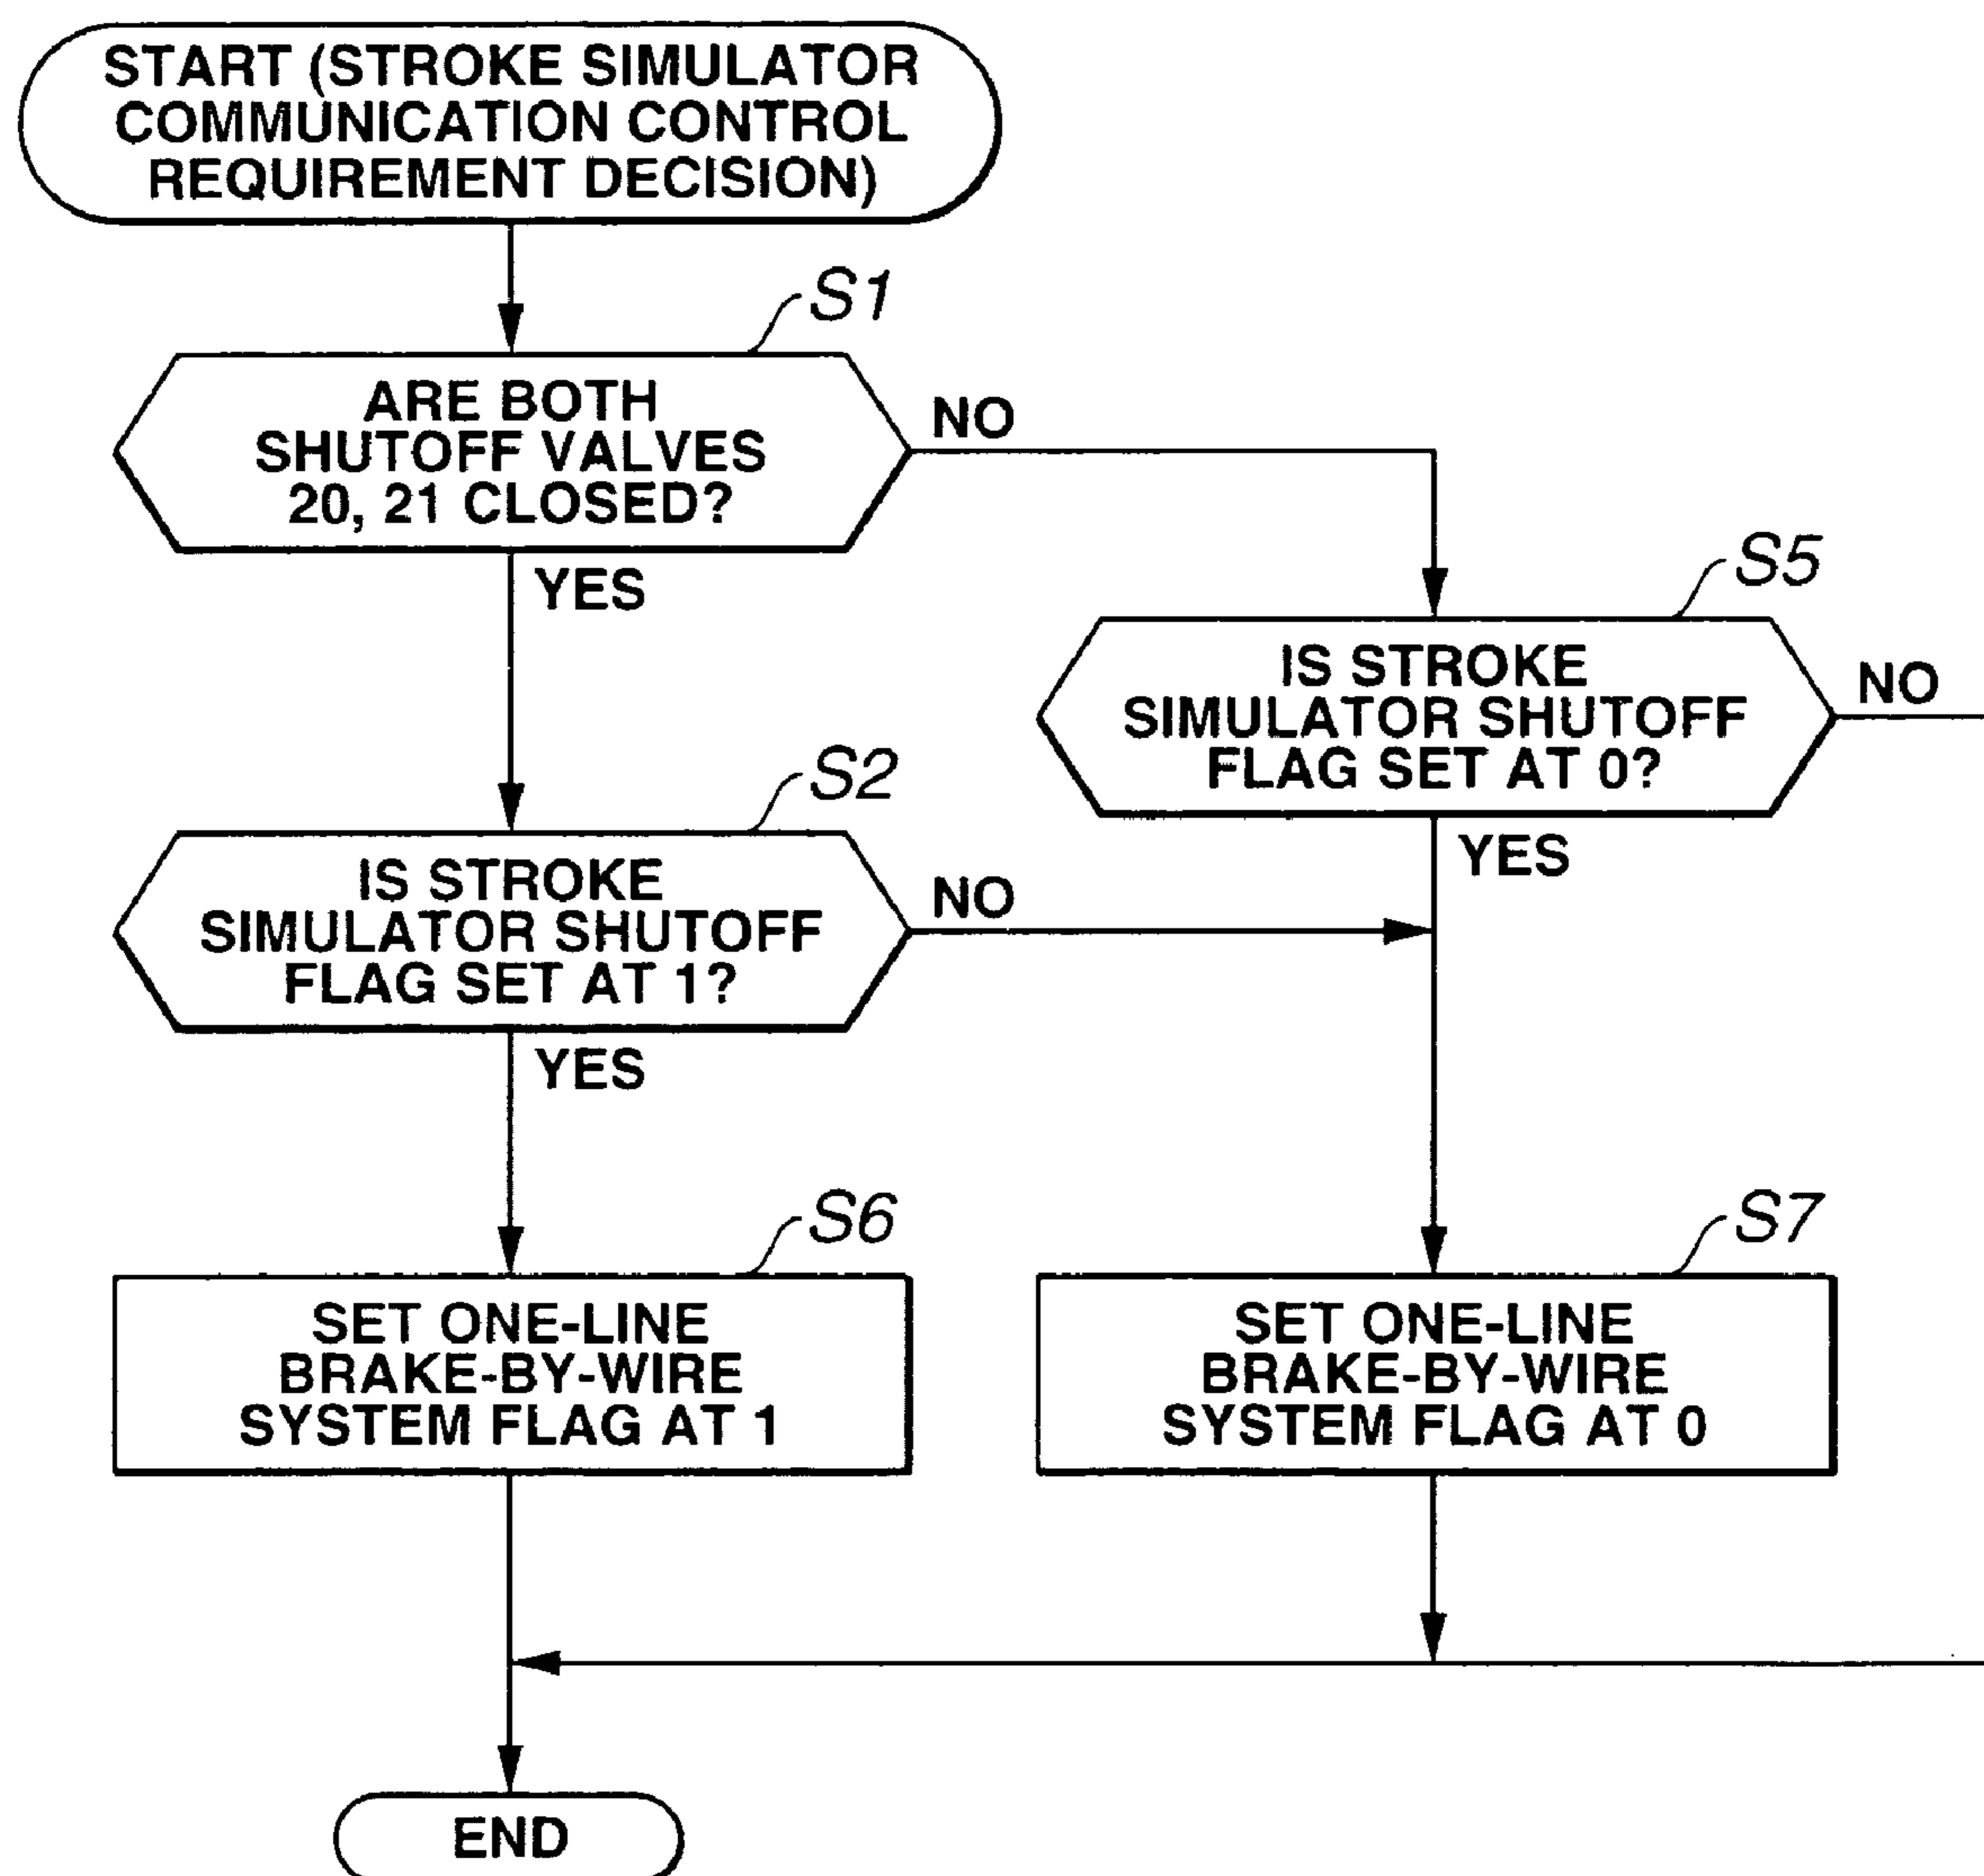 START (STROKE SIMULATOR
COMMUNICATION CONTROL
REQUIREMENT DECISION)
S1
ARE BOTH
SHUTOFF VALVES
20, 21 CLOSED?
NO
YES
S5
IS STROKE
SIMULATOR SHUTOFF
FLAG SET AT 0?
NO
YES
S2
IS STROKE
SIMULATOR SHUTOFF
FLAG SET AT 1?
NO
YES
S6
SET ONE-LINE
BRAKE-BY-WIRE
SYSTEM FLAG AT 1
S7
SET ONE-LINE
BRAKE-BY-WIRE
SYSTEM FLAG AT 0
END